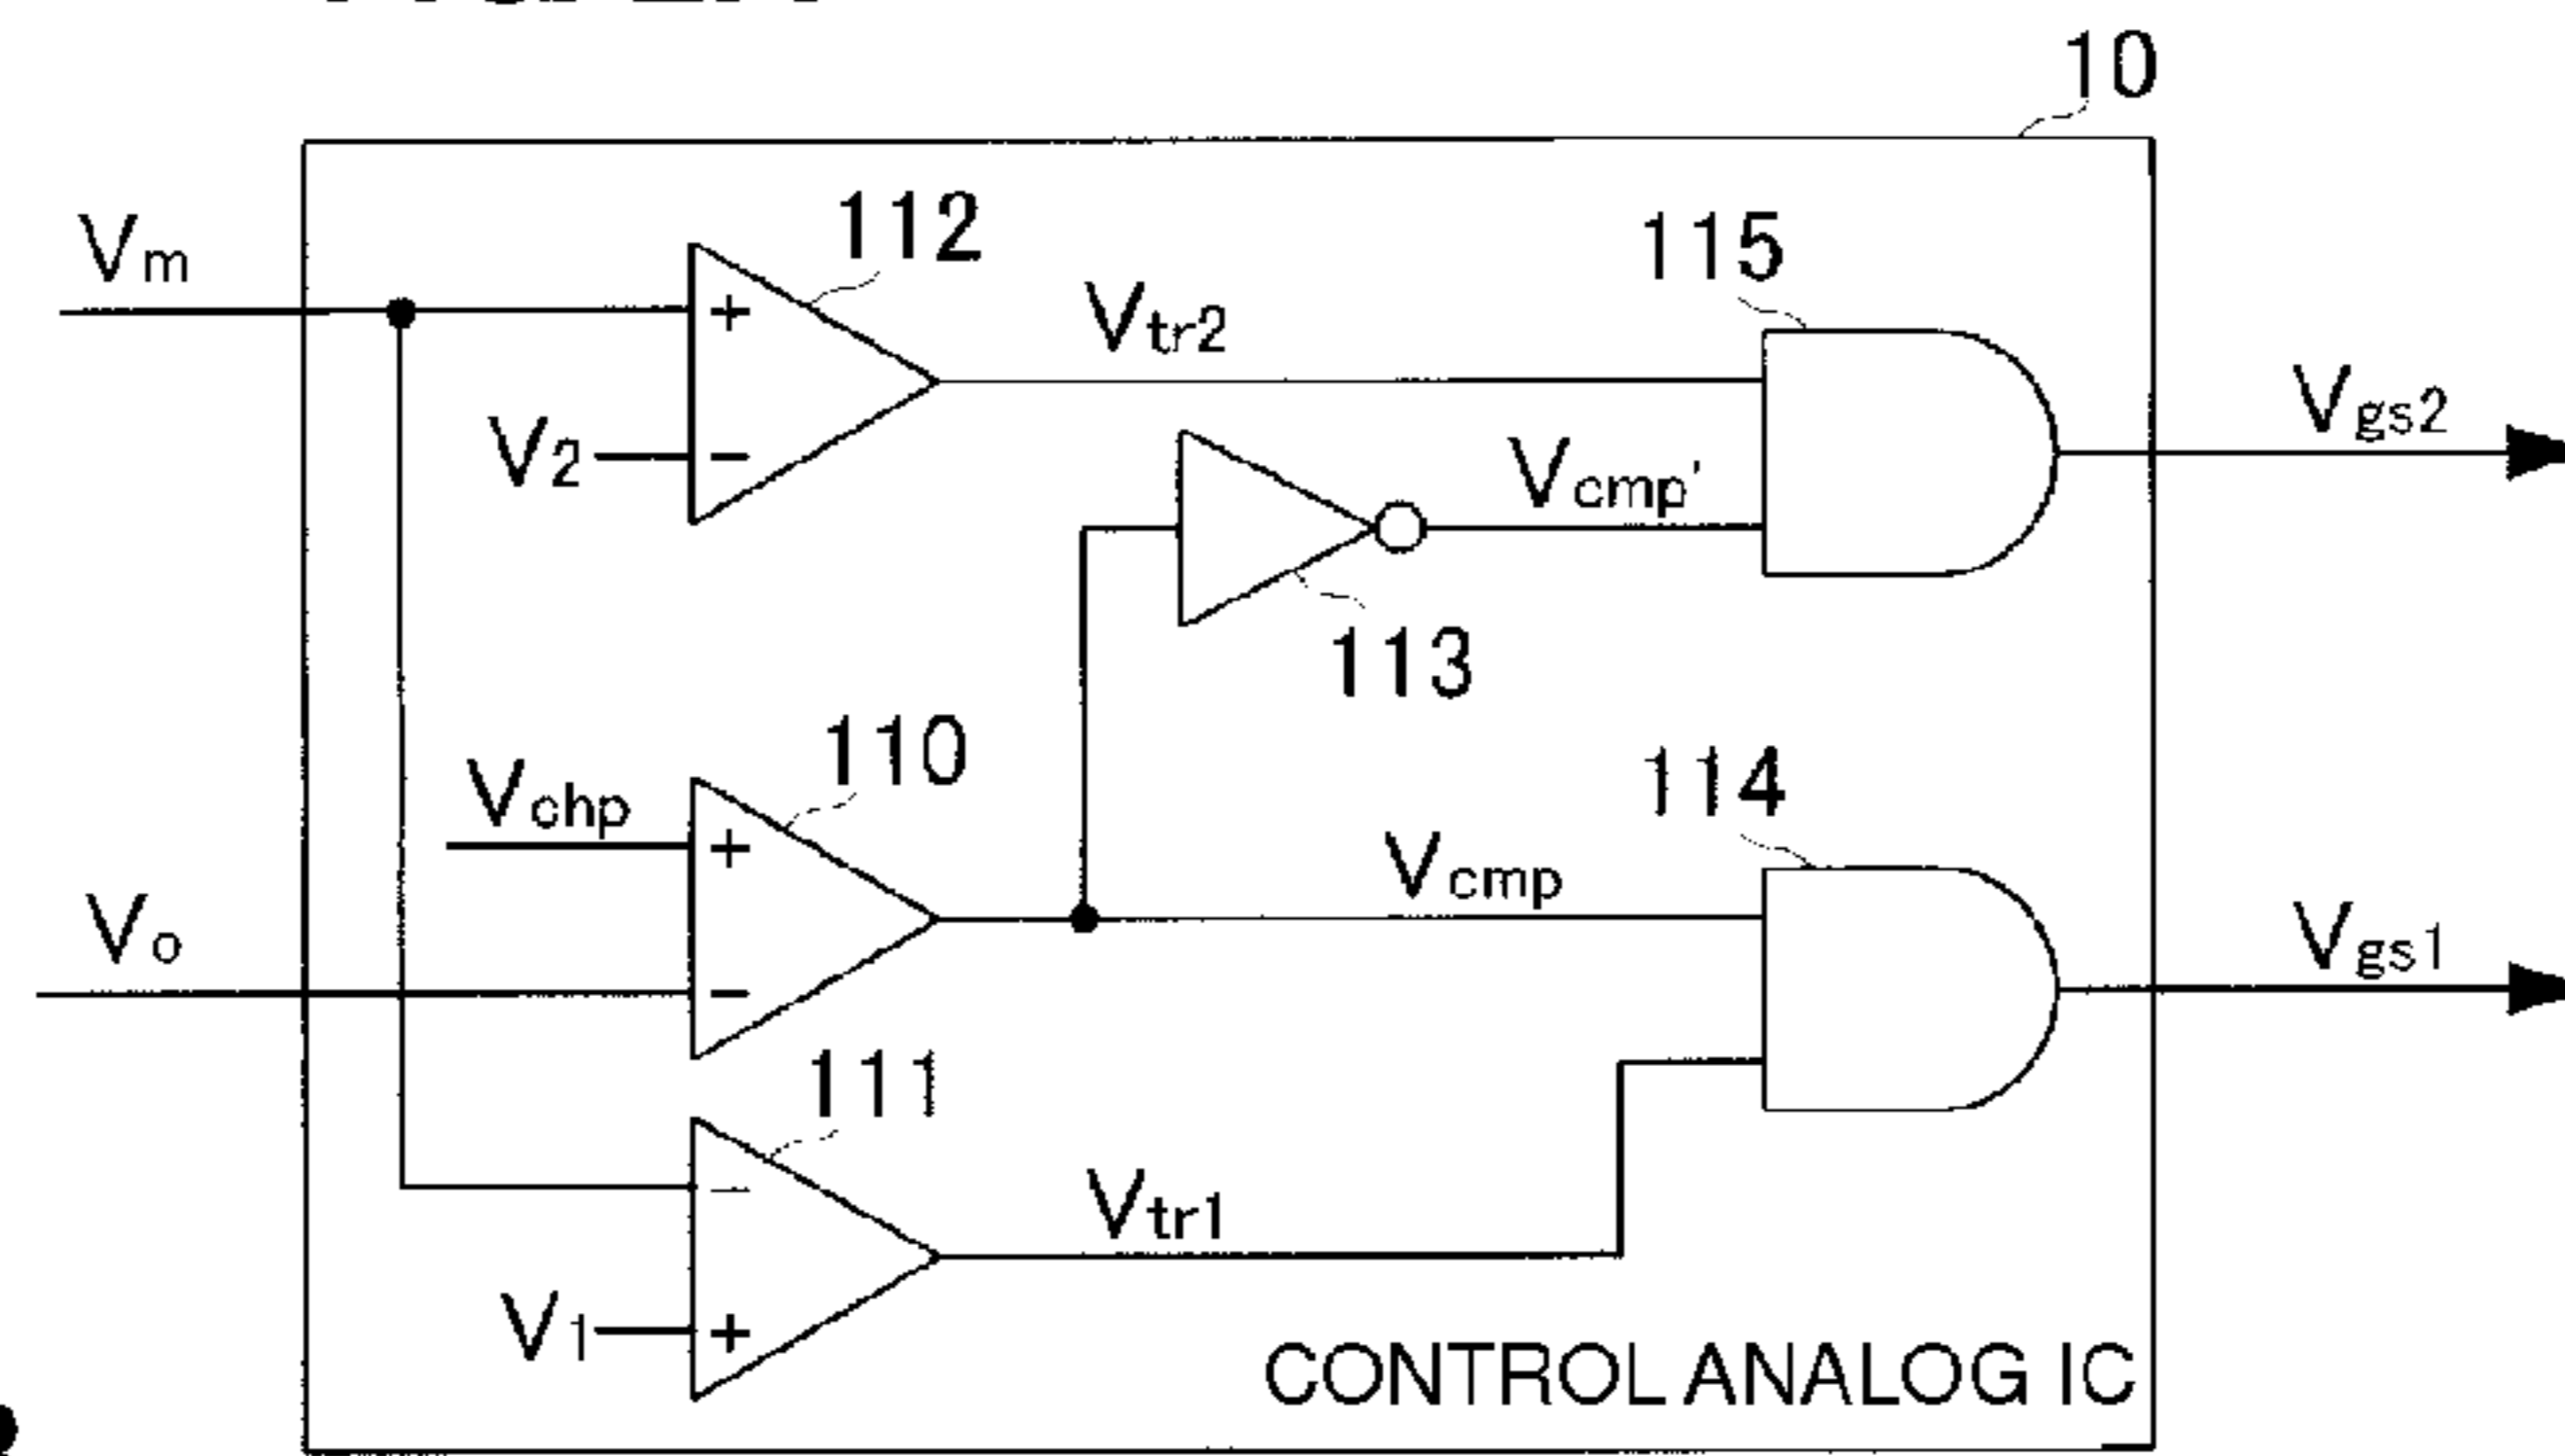 10
112
Vm
115
Vtr2
Vgs2
+
V2
−
Vcmp'
113
110
Vchp
114
+
Vcmp
Vo
Vgs1
−
111
−
Vtr1
V1
+
CONTROL ANALOG IC